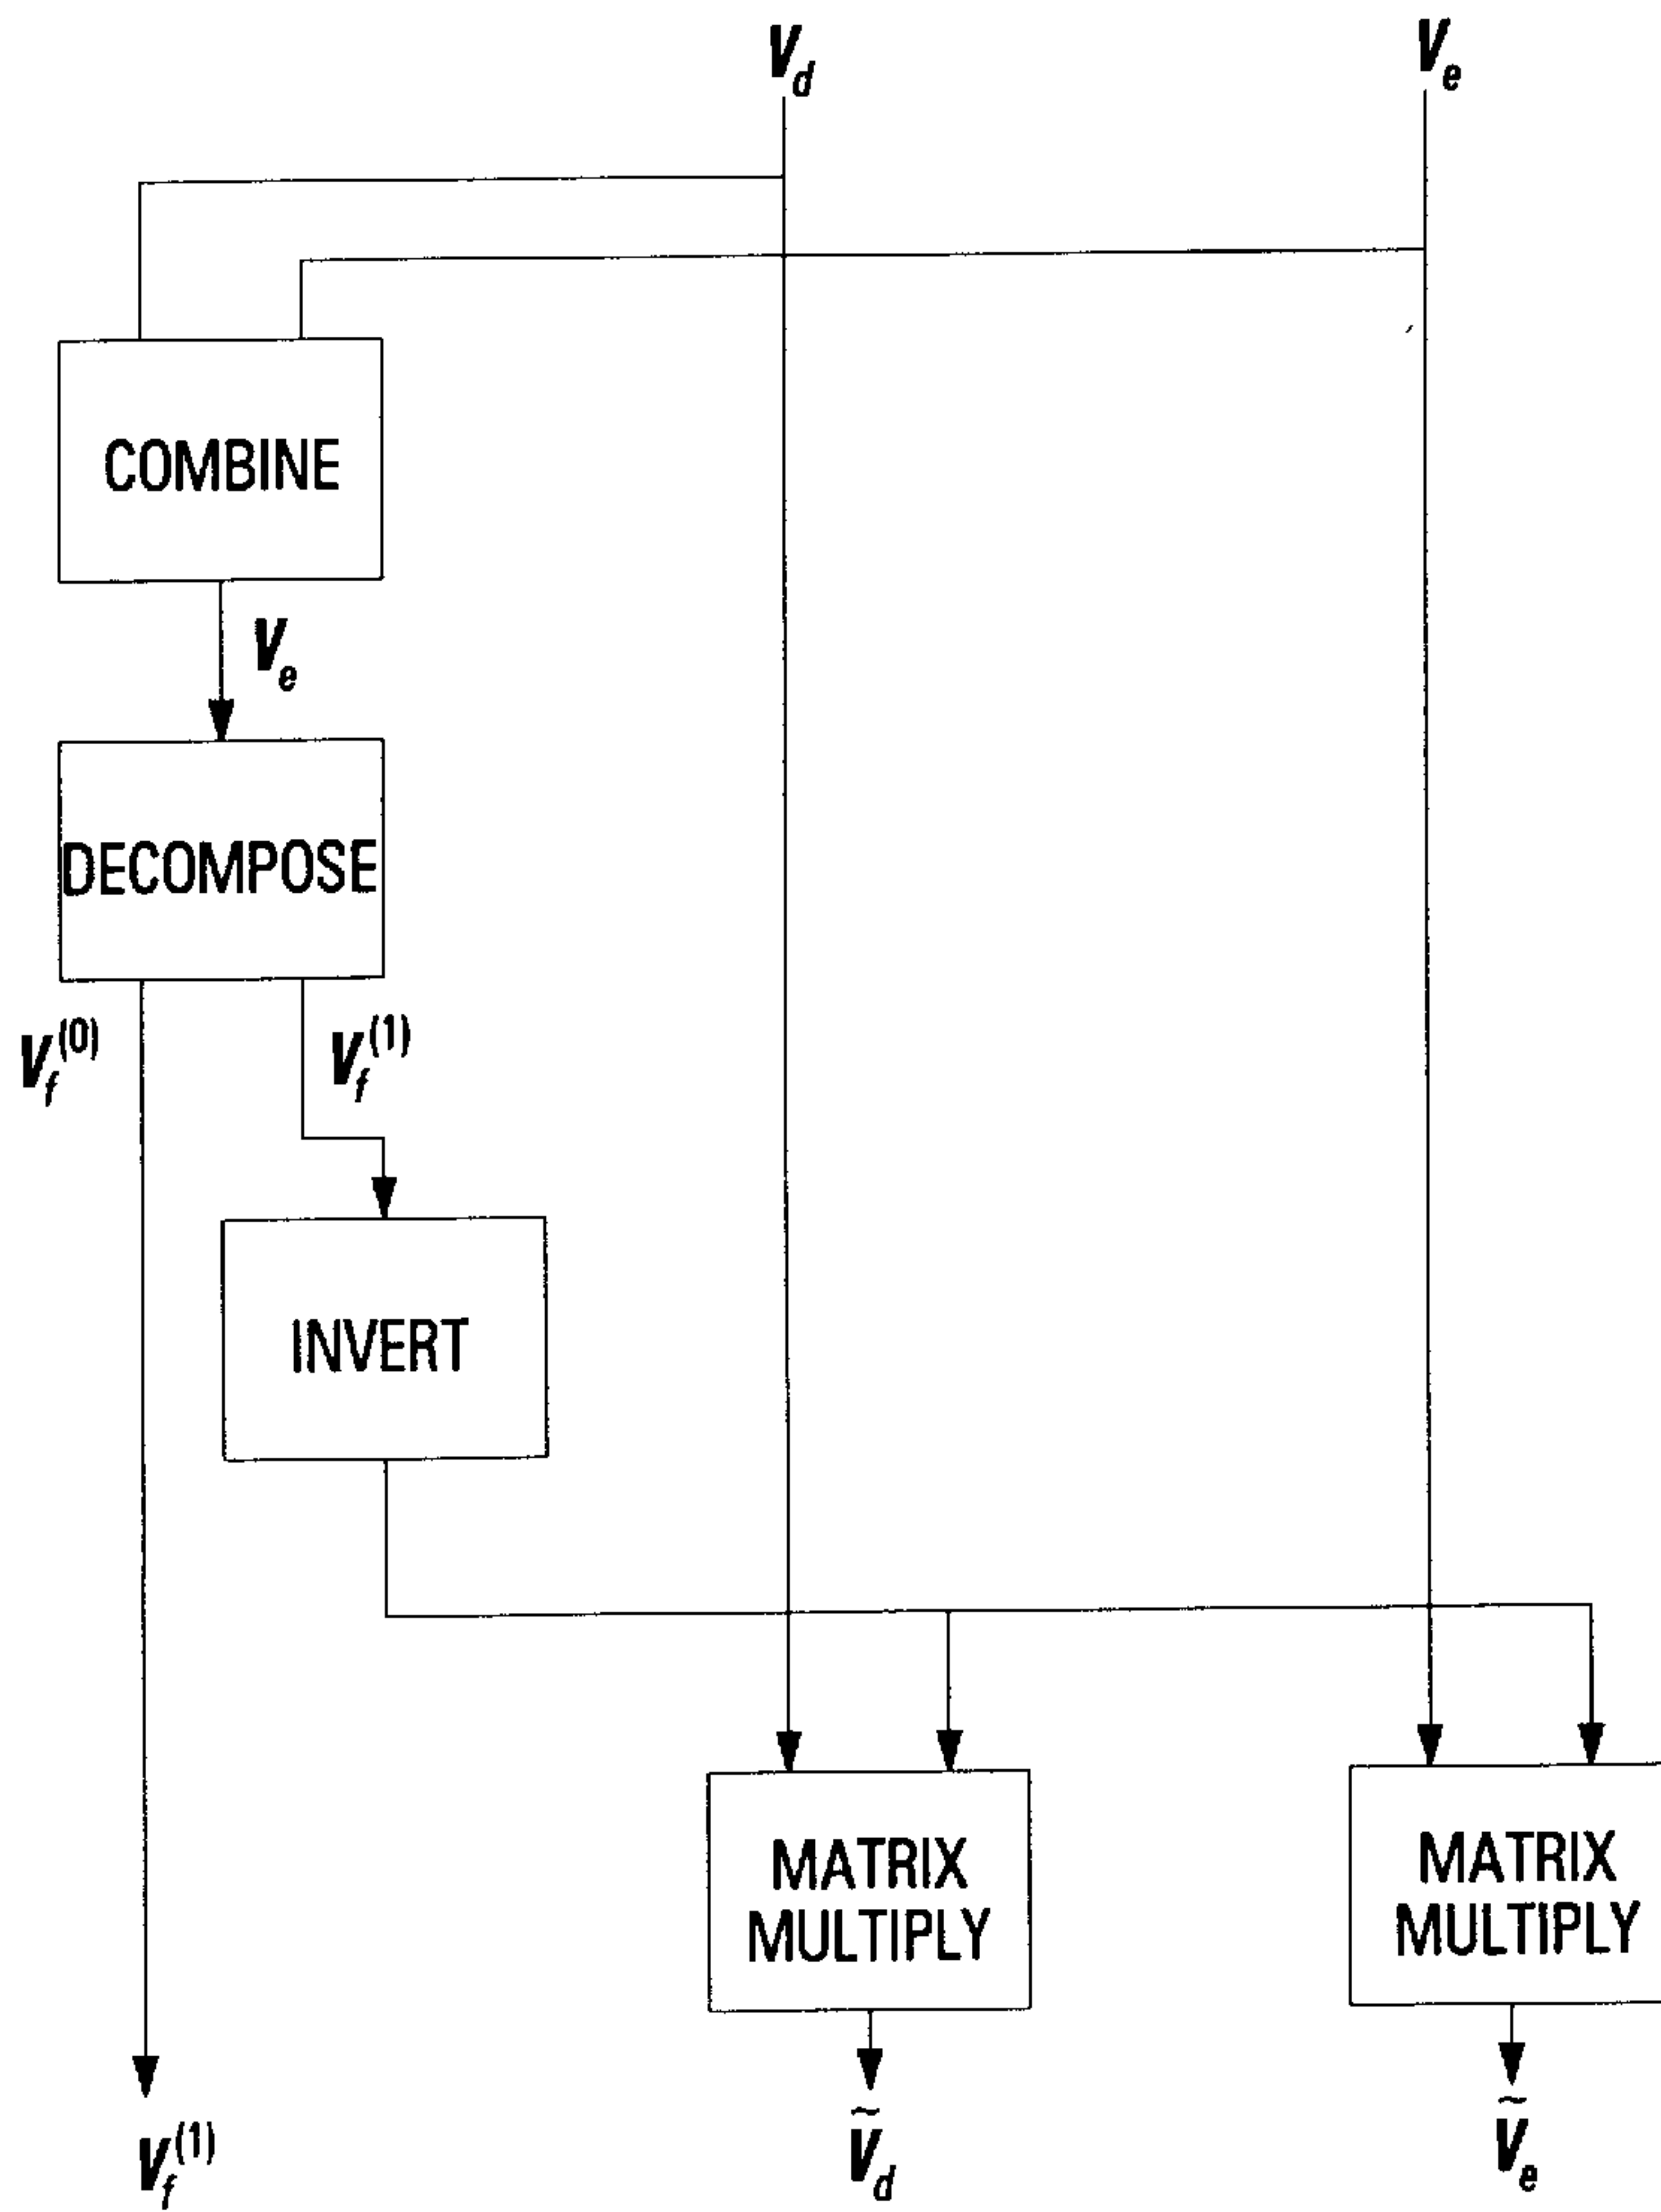 V_d
V_e
COMBINE
V_e
DECOMPOSE
V_f^(0)
V_f^(1)
INVERT
MATRIX
MULTIPLY
MATRIX
MULTIPLY
V_f^(1)
Ṽ_d
Ṽ_e